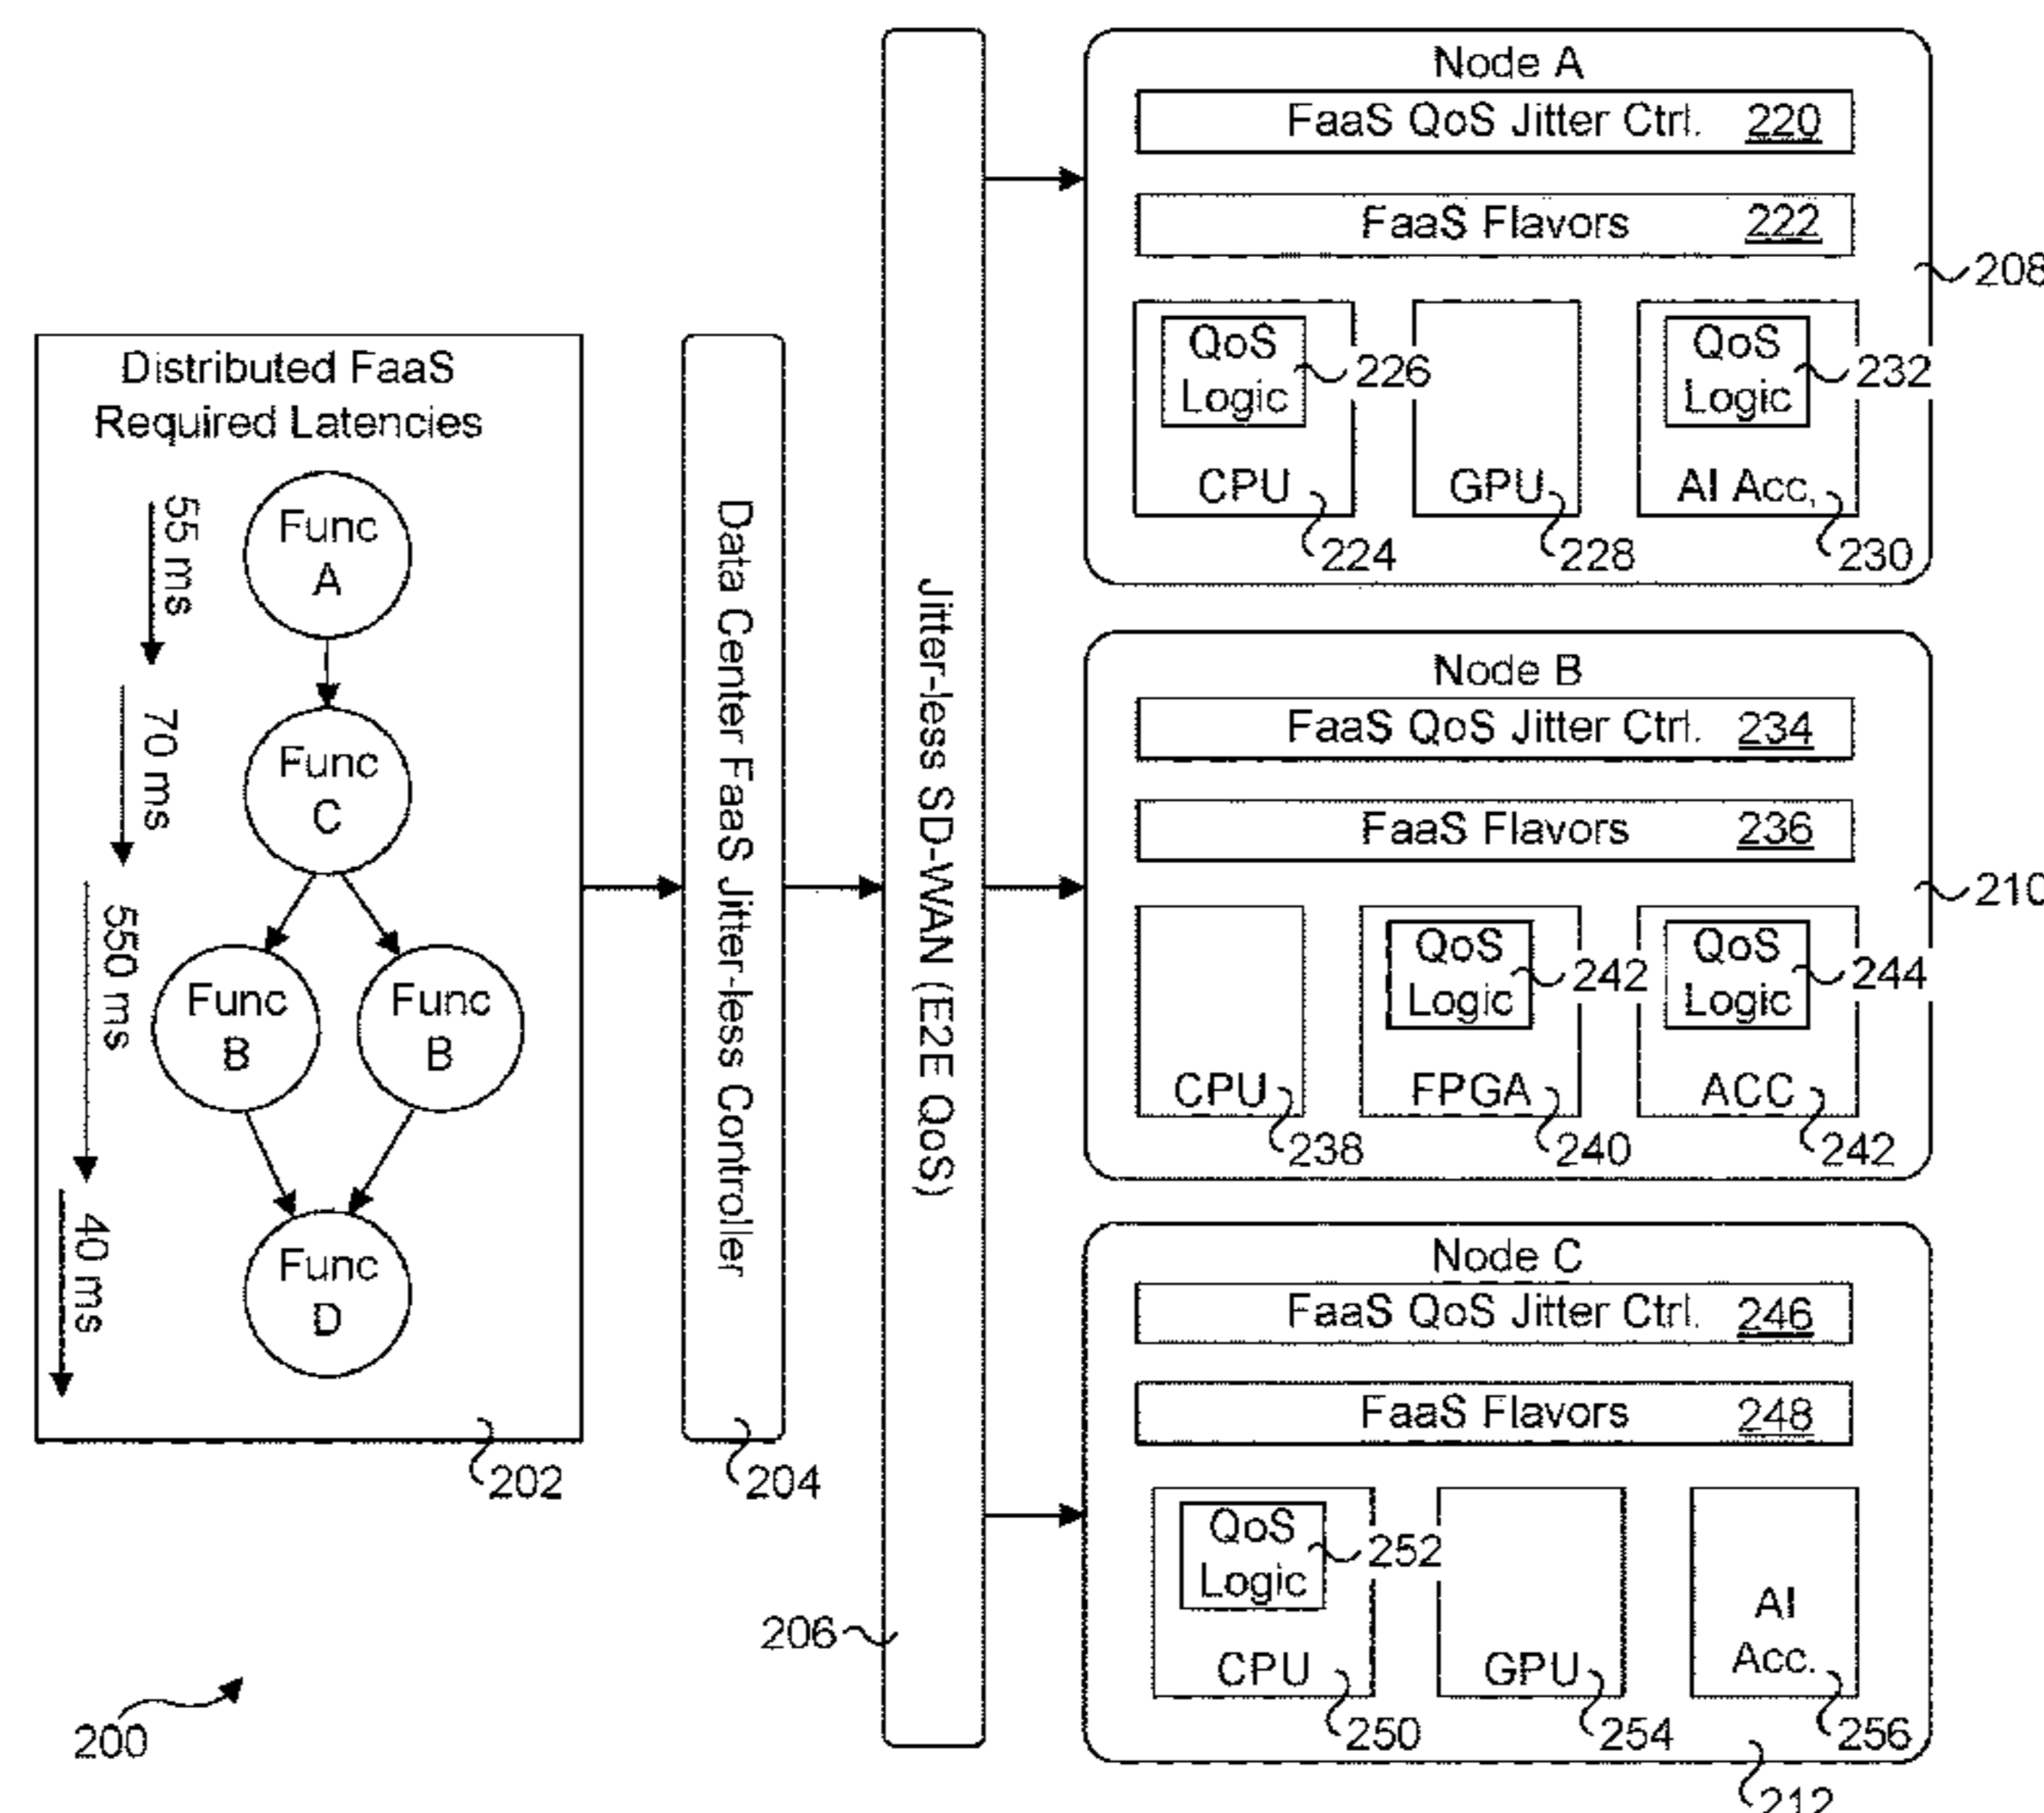 Distributed FaaS
Required Latencies
55 ms
70 ms
550 ms
40 ms
Func
A
Func
C
Func
B
Func
B
Func
D
202
Data Center FaaS Jitter-less Controller
204
Jitter-less SD-WAN (E2E QoS)
206
200
Node A
FaaS QoS Jitter Ctrl. 220
FaaS Flavors 222
208
QoS
Logic
226
CPU
224
GPU
228
QoS
Logic
232
AI Acc.
230
Node B
FaaS QoS Jitter Ctrl. 234
FaaS Flavors 236
210
CPU
238
QoS
Logic
242
FPGA
240
QoS
Logic
244
ACC
242
Node C
FaaS QoS Jitter Ctrl. 246
FaaS Flavors 248
QoS
Logic
252
CPU
250
GPU
254
AI
Acc.
256
212